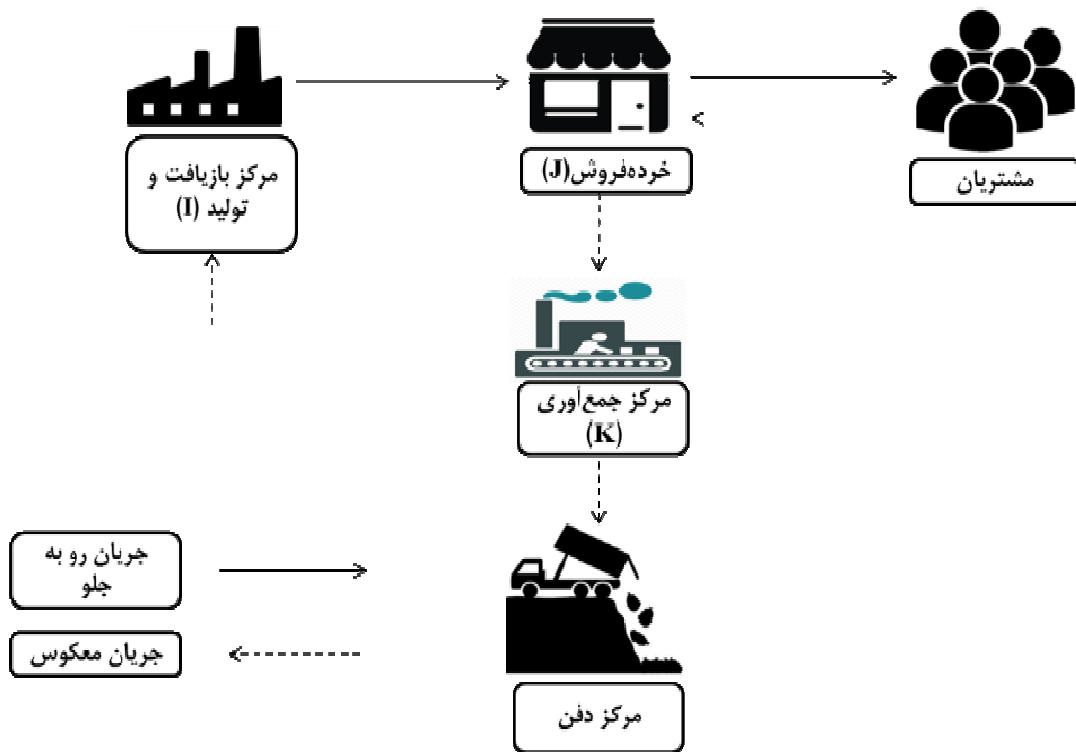 مرکز بازیافت و
تولید (I)
خرده‌فروش(J)
مشتریان
مرکز جمع‌آوری
(K)
جریان رو به
جلو
جریان معکوس
مرکز دفن